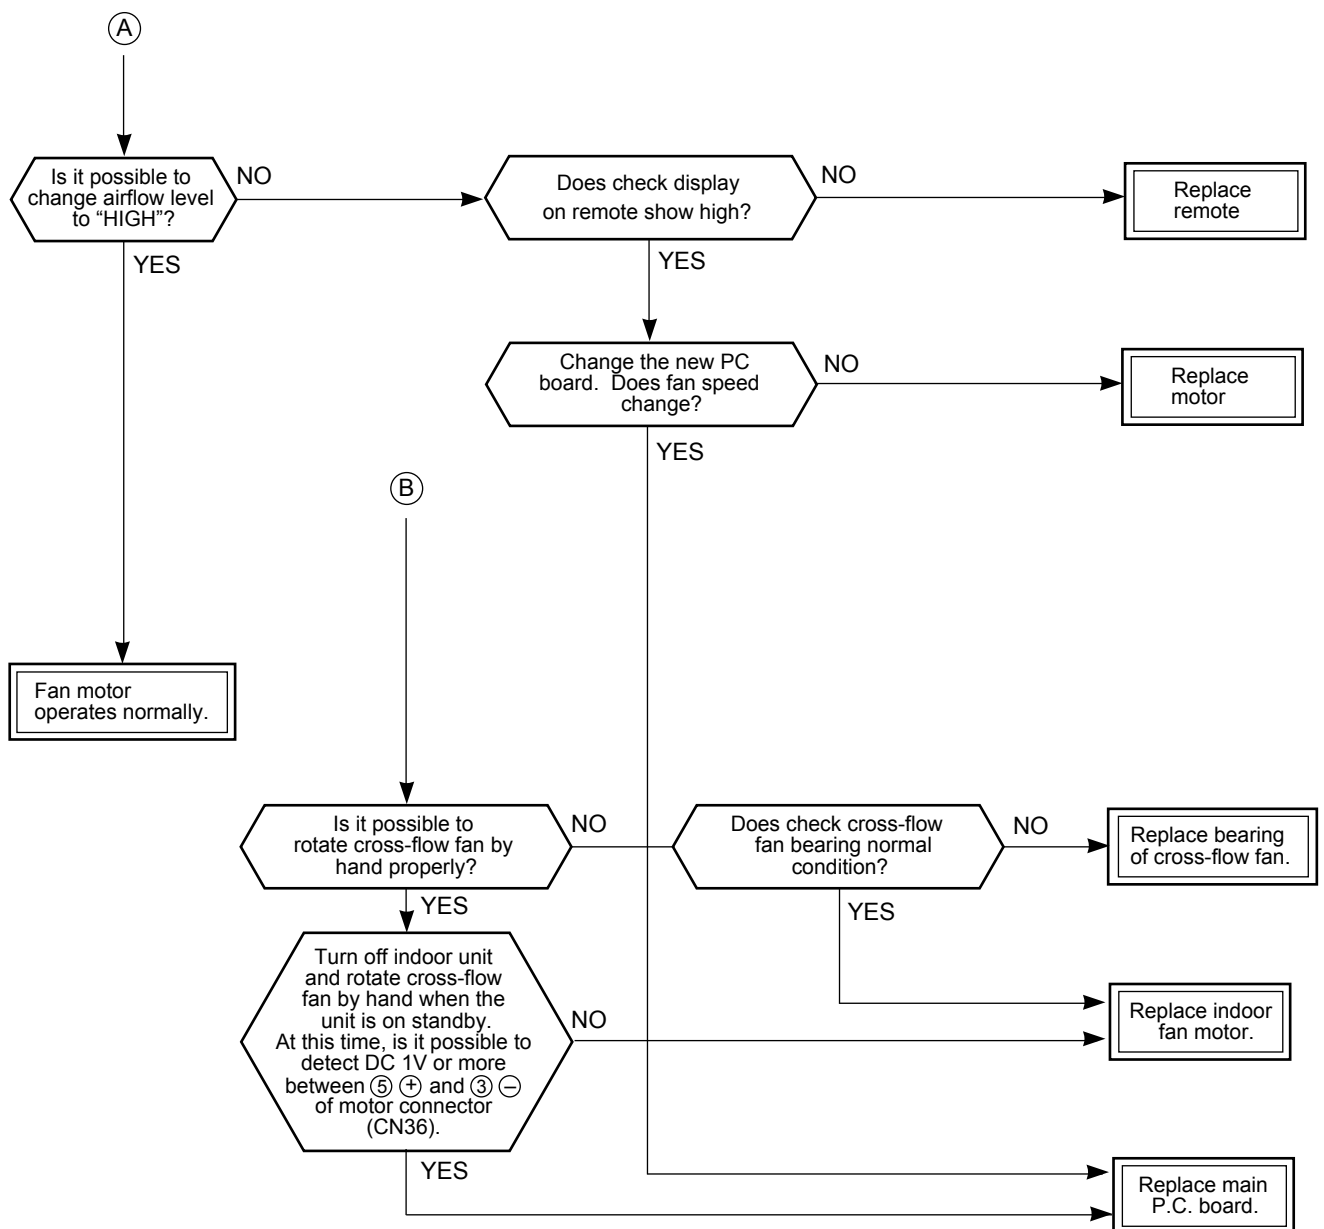 A
Is it possible to
change airflow level
to “HIGH”?
NO
YES
Does check display
on remote show high?
NO
YES
Replace
remote
Change the new PC
board. Does fan speed
change?
NO
YES
Replace
motor
B
Fan motor
operates normally.
Is it possible to
rotate cross-flow fan by
hand properly?
NO
YES
Does check cross-flow
fan bearing normal
condition?
NO
YES
Replace bearing
of cross-flow fan.
Turn off indoor unit
and rotate cross-flow
fan by hand when the
unit is on standby.
At this time, is it possible to
detect DC 1V or more
between ⑤ ⊕ and ③ ⊖
of motor connector
(CN36).
NO
YES
Replace indoor
fan motor.
Replace main
P.C. board.